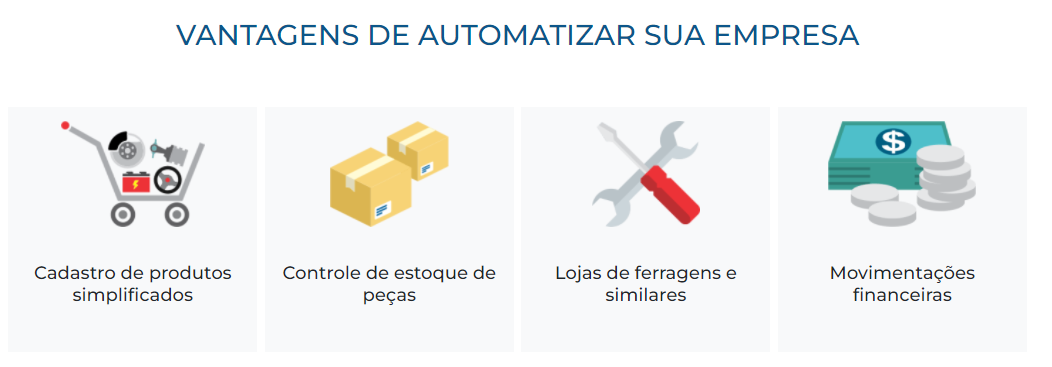 VANTAGENS DE AUTOMATIZAR SUA EMPRESA
$
Cadastro de produtos
simplificados
Controle de estoque de
peças
Lojas de ferragens e
similares
Movimentações
financeiras